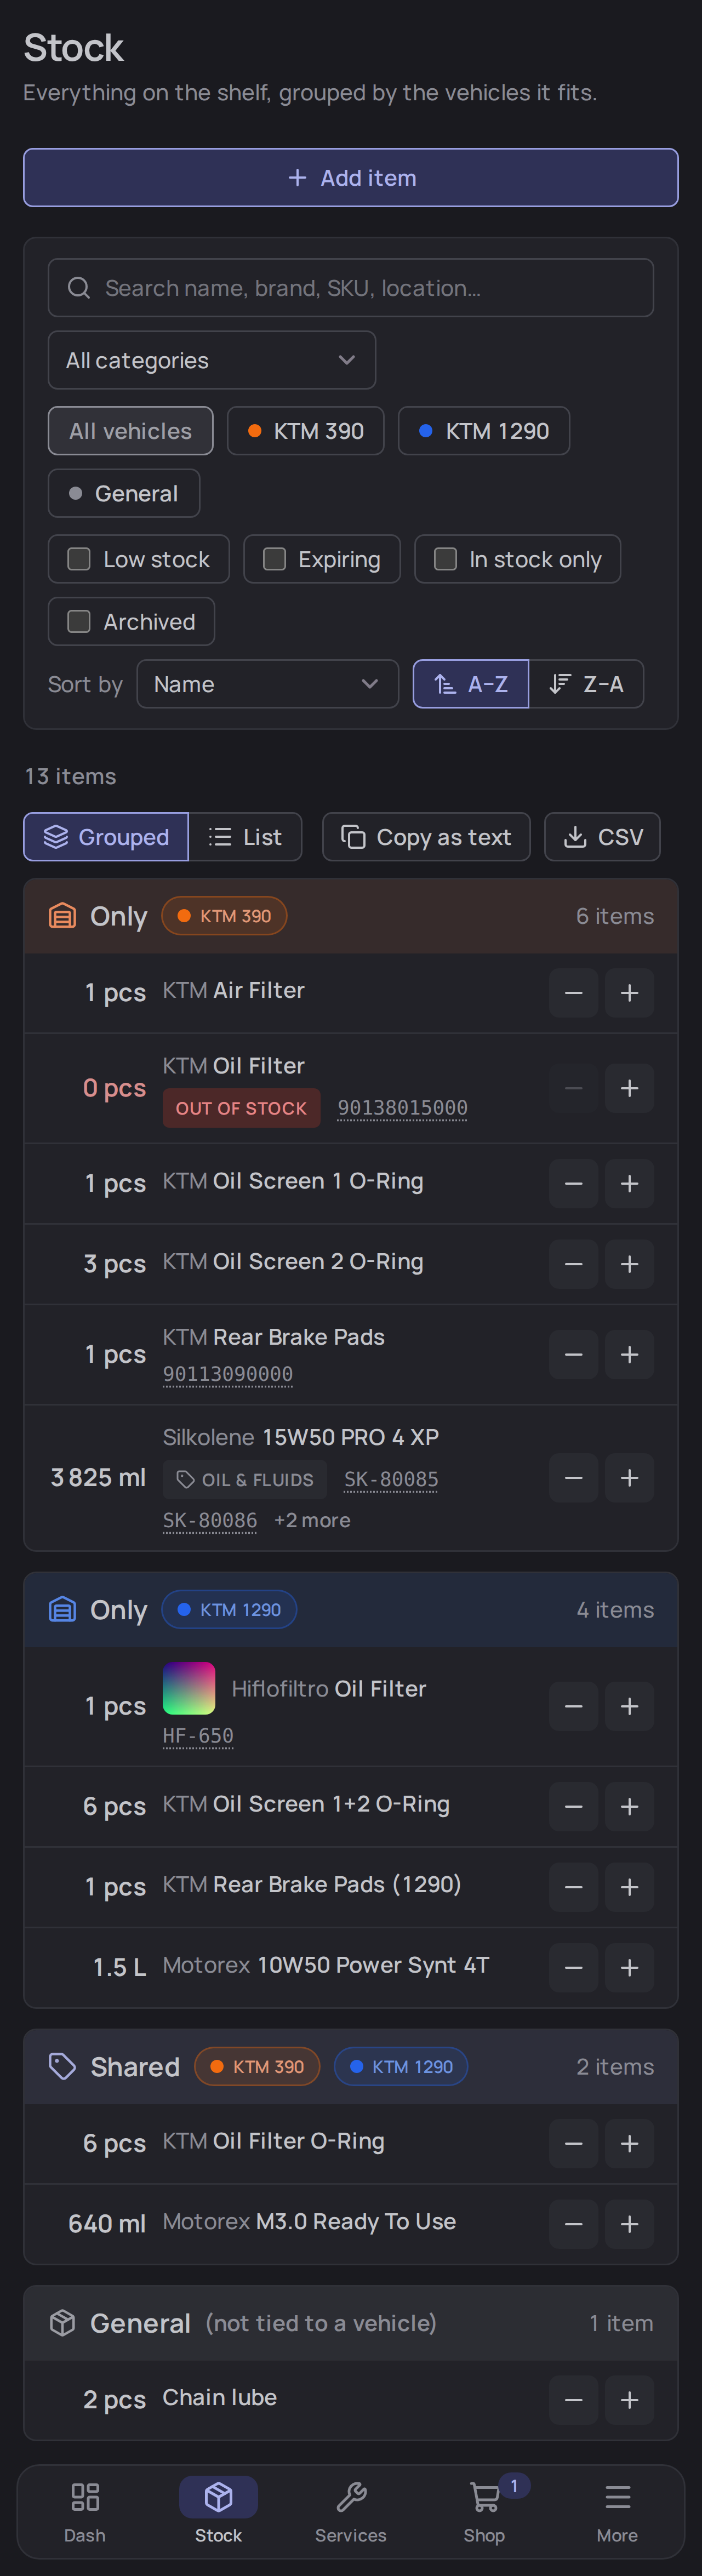 Stock
Everything on the shelf, grouped by the vehicles it fits.
Add item
Search name, brand, SKU, location…
All categories
All vehicles KTM 390 KTM 1290
General
Low stock Expiring In stock only
Archived
Sort by Name A–Z Z–A
13 items
Grouped List Copy as text CSV
Only KTM 390 6 items
1 pcs KTM Air Filter
KTM Oil Filter
0 pcs OUT OF STOCK 90138015000
1 pcs KTM Oil Screen 1 O-Ring
3 pcs KTM Oil Screen 2 O-Ring
1 pcs KTM Rear Brake Pads
90113090000
Silkolene 15W50 PRO 4 XP
3 825 ml OIL & FLUIDS SK-80085
SK-80086 +2 more
Only KTM 1290 4 items
1 pcs Hiflofiltro Oil Filter
HF-650
6 pcs KTM Oil Screen 1+2 O-Ring
1 pcs KTM Rear Brake Pads (1290)
1.5 L Motorex 10W50 Power Synt 4T
Shared KTM 390 KTM 1290 2 items
6 pcs KTM Oil Filter O-Ring
640 ml Motorex M3.0 Ready To Use
General (not tied to a vehicle) 1 item
2 pcs Chain lube
1
Dash Stock Services Shop More